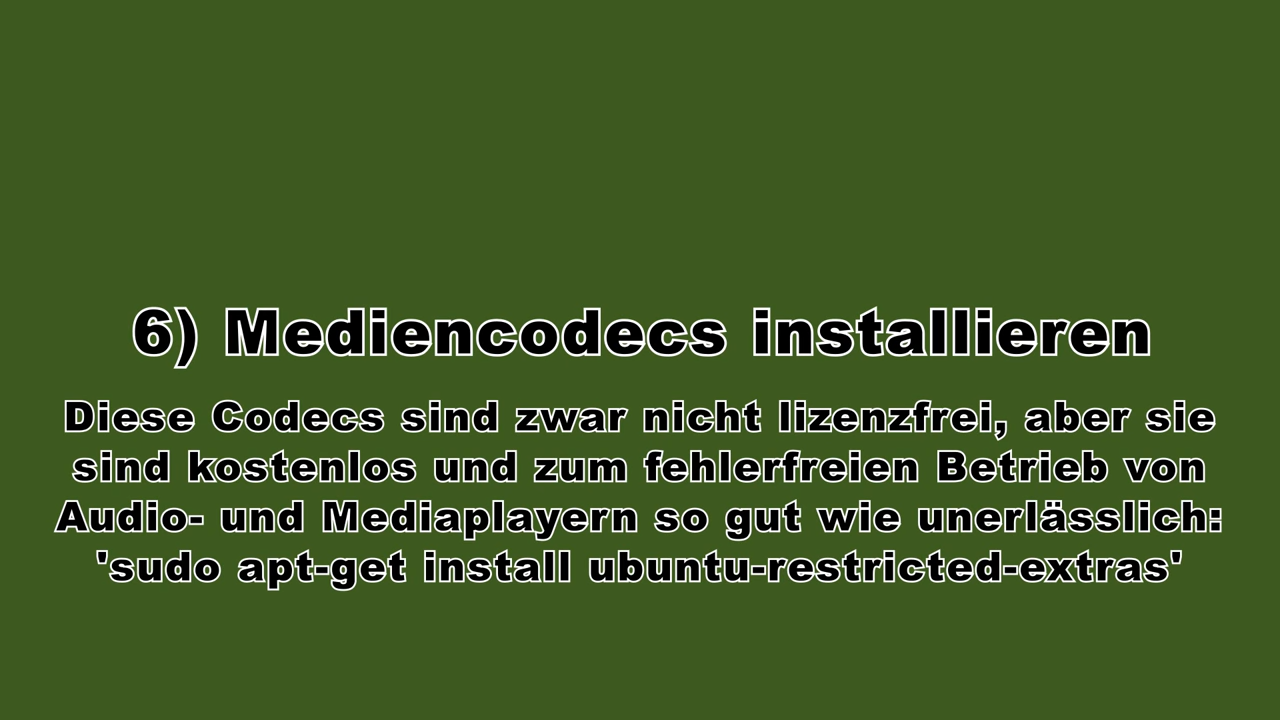 6) Mediencodecs installieren
Diese Codecs sind zwar nicht lizenzfrei, aber sie
sind kostenlos und zum fehlerfreien Betrieb von
Audio- und Mediaplayern so gut wie unerlässlich:
'sudo apt-get install ubuntu-restricted-extras'